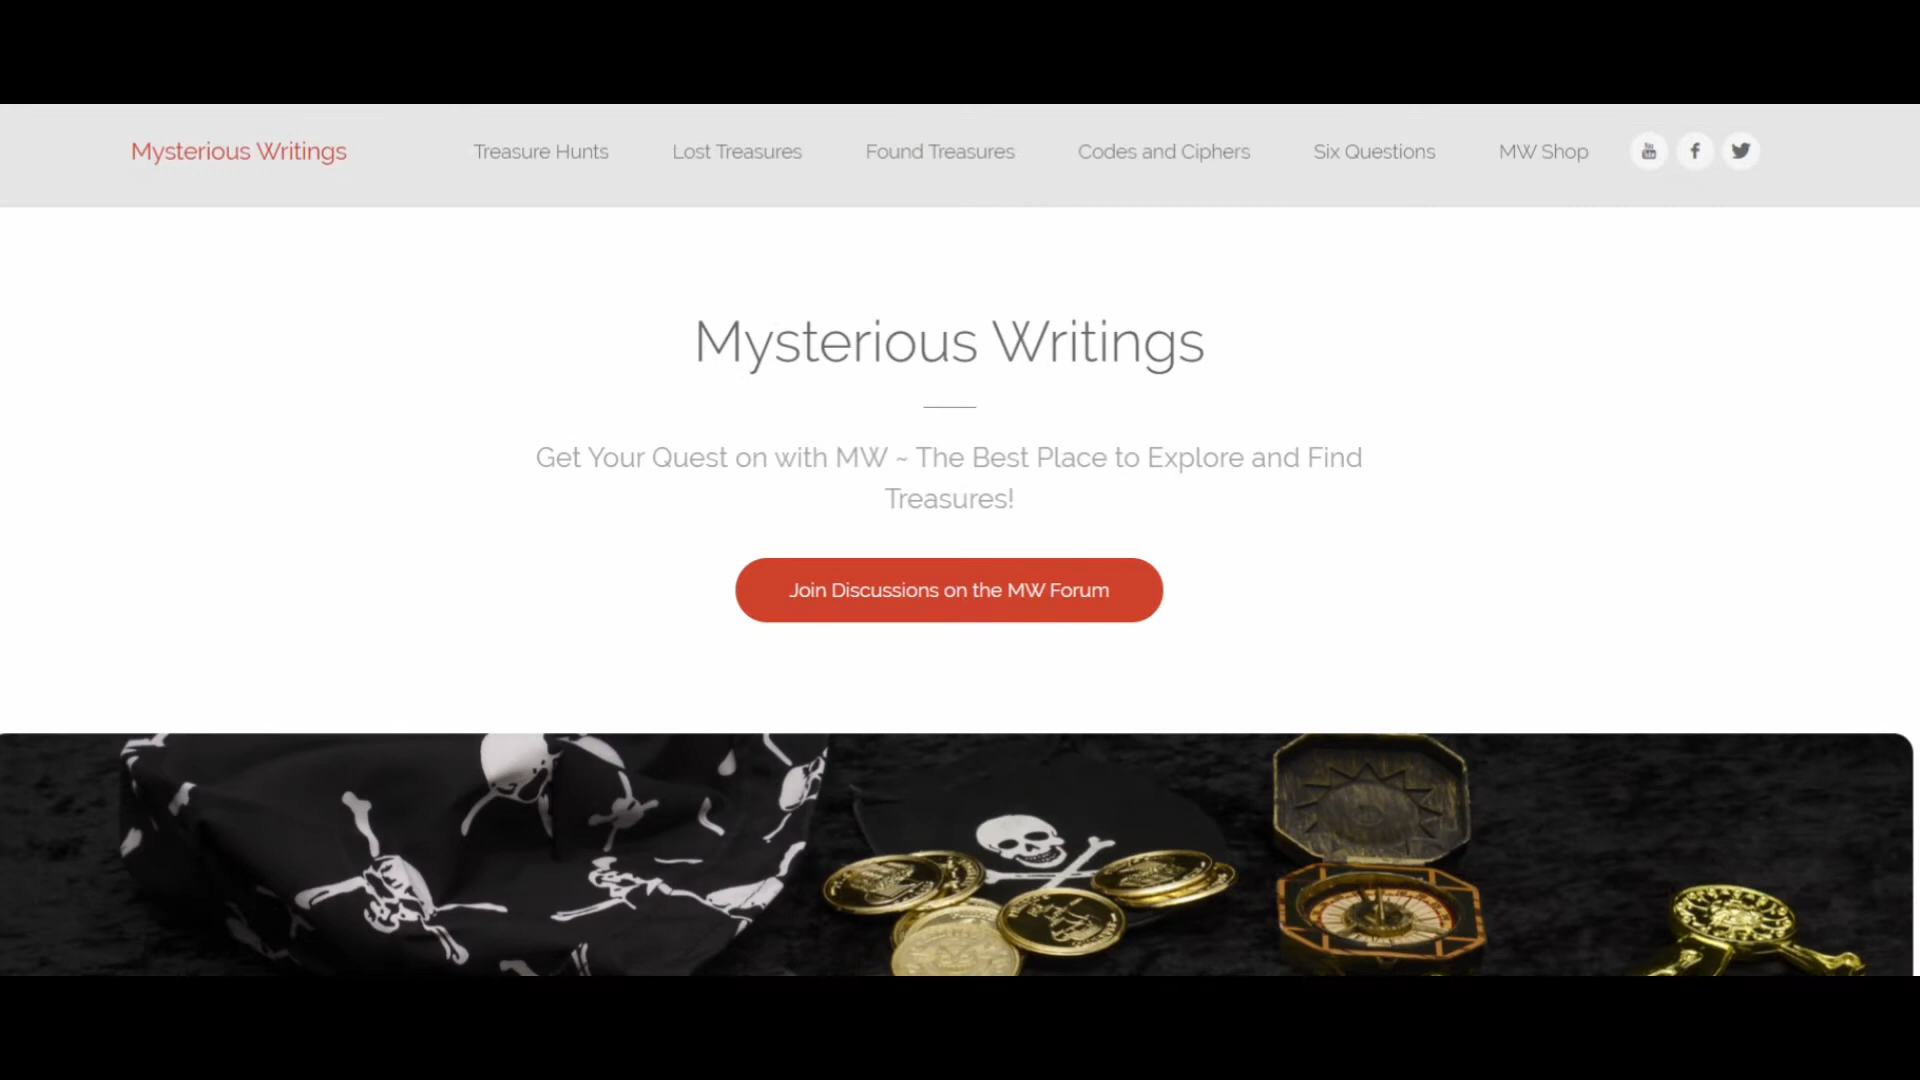 Mysterious Writings
Treasure Hunts
Lost Treasures
Found Treasures
Codes and Ciphers
Six Questions
MW Shop
Mysterious Writings
Get Your Quest on with MW ~ The Best Place to Explore and Find
Treasures!
Join Discussions on the MW Forum